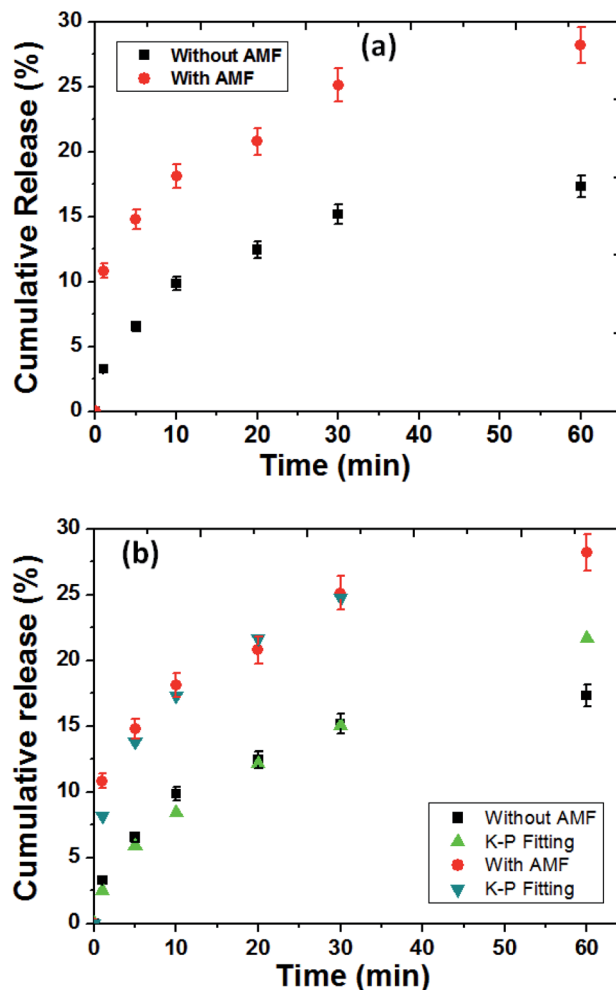 30
(a)
Without AMF
With AMF
25
20
15
10
5
0
Cumulative Release (%)
0 10 20 30 40 50 60
Time (min)
30
(b)
25
20
15
10
5
0
Cumulative release (%)
Without AMF
K-P Fitting
With AMF
K-P Fitting
0 10 20 30 40 50 60
Time (min)